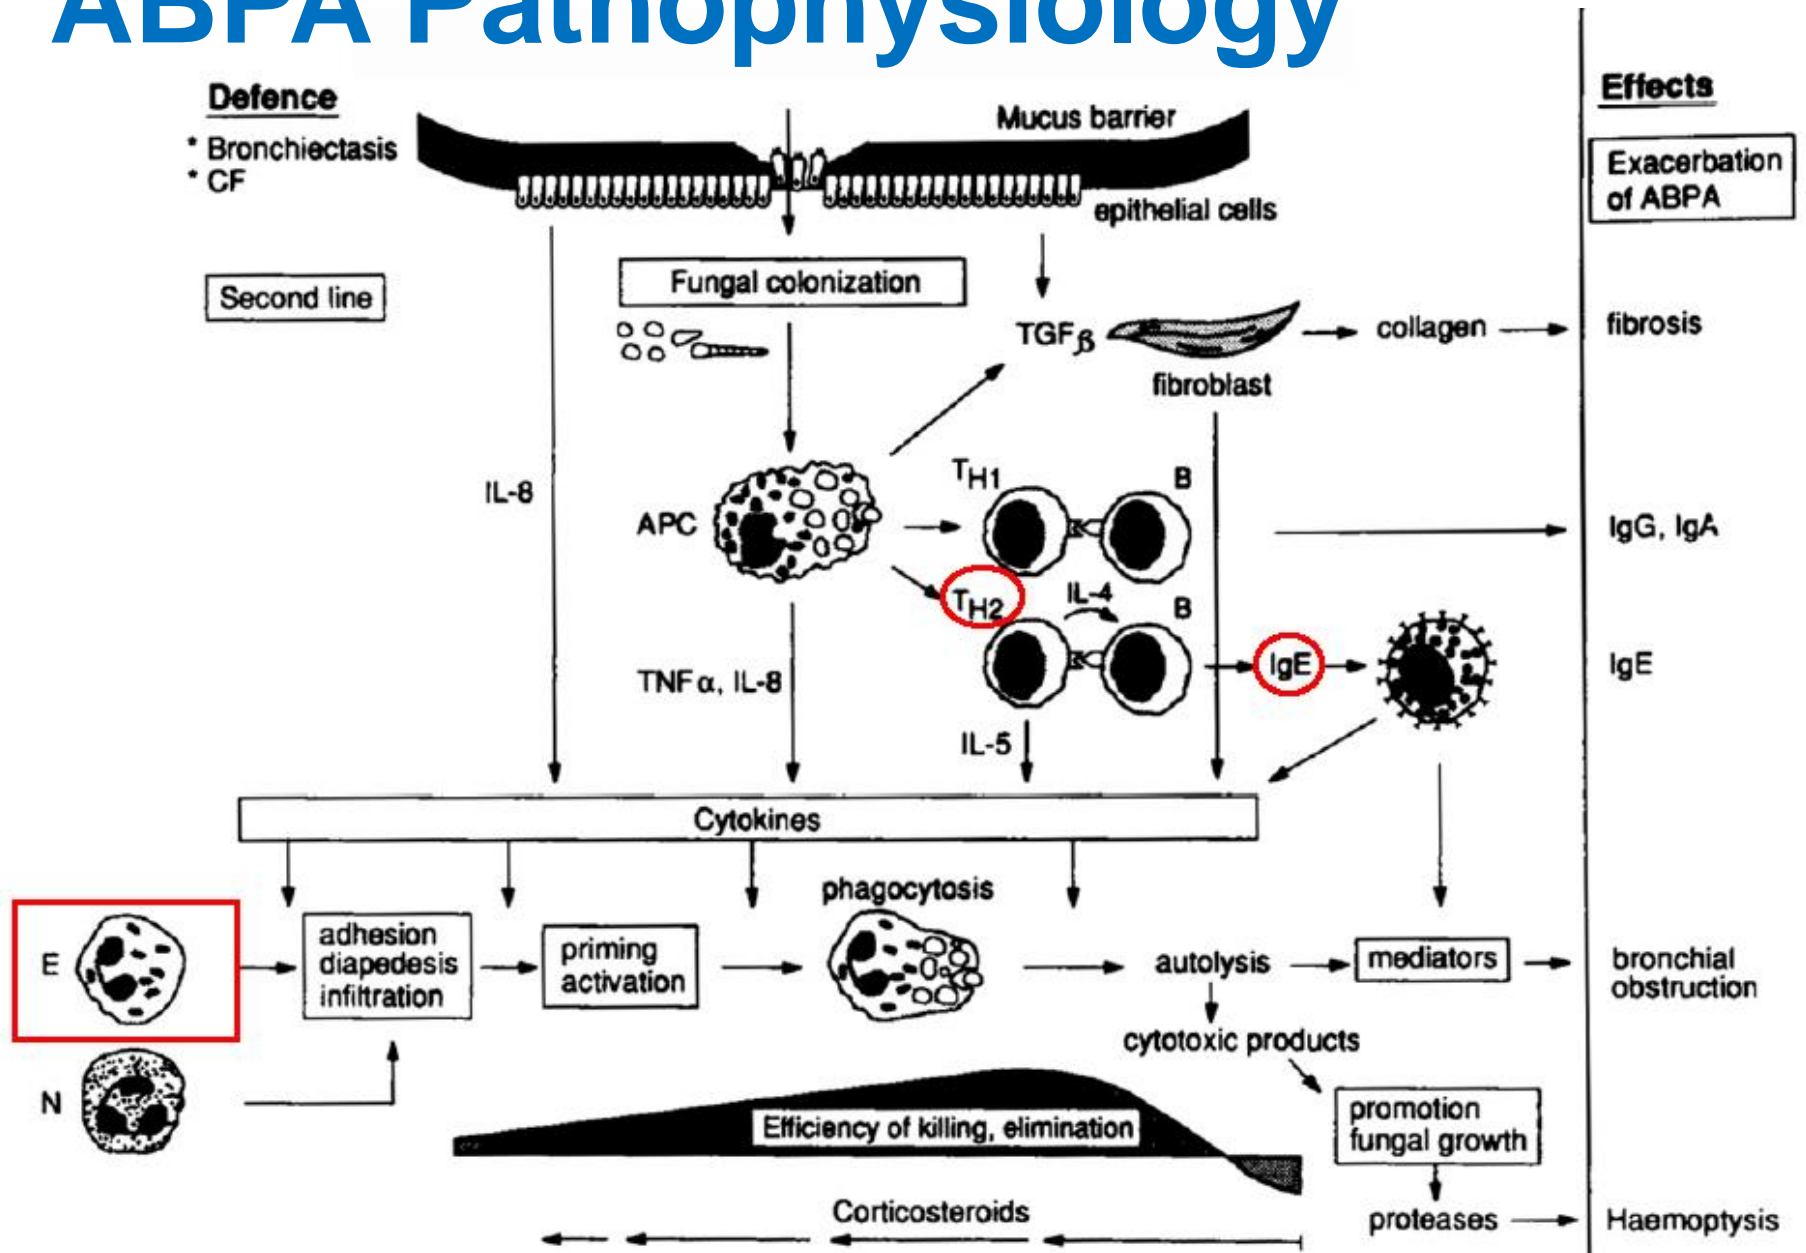 ABPA Pathophysiology
Defence
* Bronchiectasis
* CF
Mucus barrier
epithelial cells
Effects
Exacerbation
of ABPA
Second line
Fungal colonization
TGFβ
fibroblast
collagen
fibrosis
IL-8
APC
TH1
B
IgG, IgA
TH2
IL-4
B
IgE
IgE
TNFα, IL-8
IL-5
Cytokines
E
adhesion
diapedesis
infiltration
priming
activation
phagocytosis
autolysis
mediators
bronchial
obstruction
cytotoxic products
N
Efficiency of killing, elimination
promotion
fungal growth
Corticosteroids
proteases
Haemoptysis